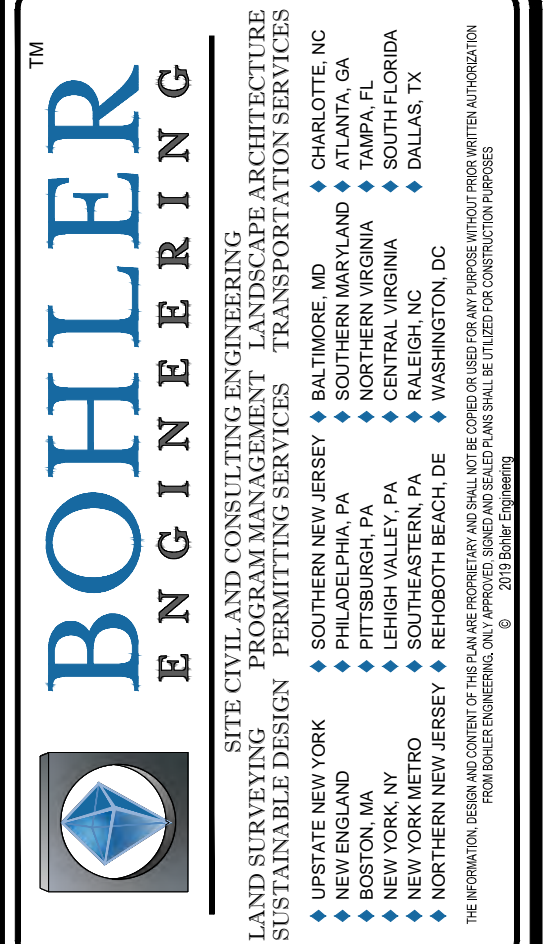 BOHLER™
ENGINEERING
SITE CIVIL AND CONSULTING ENGINEERING
LAND SURVEYING PROGRAM MANAGEMENT LANDSCAPE ARCHITECTURE
SUSTAINABLE DESIGN PERMITTING SERVICES TRANSPORTATION SERVICES
♦ UPSTATE NEW YORK ♦ SOUTHERN NEW JERSEY ♦ BALTIMORE, MD ♦ CHARLOTTE, NC
♦ NEW ENGLAND ♦ PHILADELPHIA, PA ♦ SOUTHERN MARYLAND ♦ ATLANTA, GA
♦ BOSTON, MA ♦ PITTSBURGH, PA ♦ NORTHERN VIRGINIA ♦ TAMPA, FL
♦ NEW YORK, NY ♦ LEHIGH VALLEY, PA ♦ CENTRAL VIRGINIA ♦ SOUTH FLORIDA
♦ NEW YORK METRO ♦ SOUTHEASTERN, PA ♦ RALEIGH, NC ♦ DALLAS, TX
♦ NORTHERN NEW JERSEY ♦ REHOBOTH BEACH, DE ♦ WASHINGTON, DC
THE INFORMATION, DESIGN AND CONTENT OF THIS PLAN ARE PROPRIETARY AND SHALL NOT BE COPIED OR USED FOR ANY PURPOSE WITHOUT PRIOR WRITTEN AUTHORIZATION
FROM BOHLER ENGINEERING. ONLY APPROVED, SIGNED AND SEALED PLANS SHALL BE UTILIZED FOR CONSTRUCTION PURPOSES
© 2019 Bohler Engineering